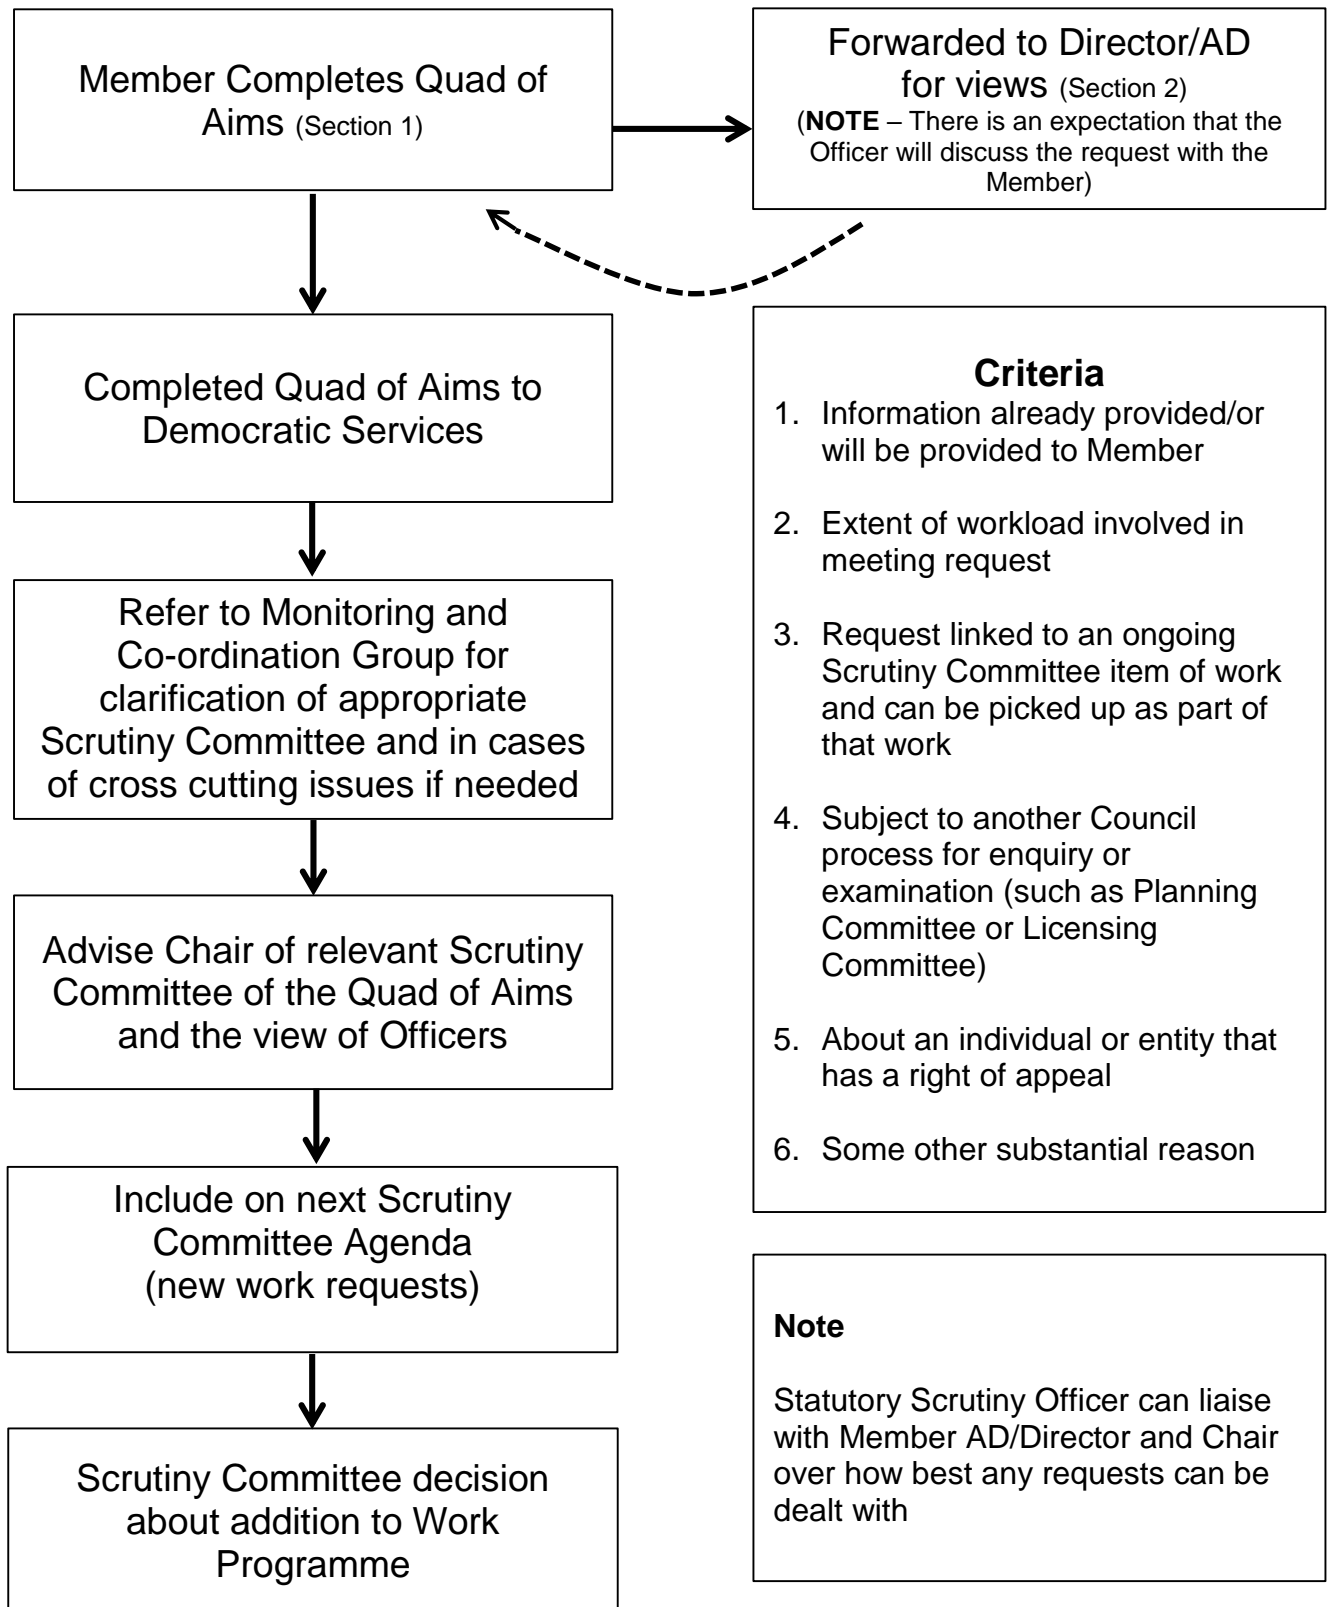 Member Completes Quad of
Aims (Section 1)
Forwarded to Director/AD
for views (Section 2)
(NOTE – There is an expectation that the
Officer will discuss the request with the
Member)
Completed Quad of Aims to
Democratic Services
Refer to Monitoring and
Co-ordination Group for
clarification of appropriate
Scrutiny Committee and in cases
of cross cutting issues if needed
Advise Chair of relevant Scrutiny
Committee of the Quad of Aims
and the view of Officers
Include on next Scrutiny
Committee Agenda
(new work requests)
Scrutiny Committee decision
about addition to Work
Programme
Criteria
1. Information already provided/or
will be provided to Member
2. Extent of workload involved in
meeting request
3. Request linked to an ongoing
Scrutiny Committee item of work
and can be picked up as part of
that work
4. Subject to another Council
process for enquiry or
examination (such as Planning
Committee or Licensing
Committee)
5. About an individual or entity that
has a right of appeal
6. Some other substantial reason
Note
Statutory Scrutiny Officer can liaise
with Member AD/Director and Chair
over how best any requests can be
dealt with